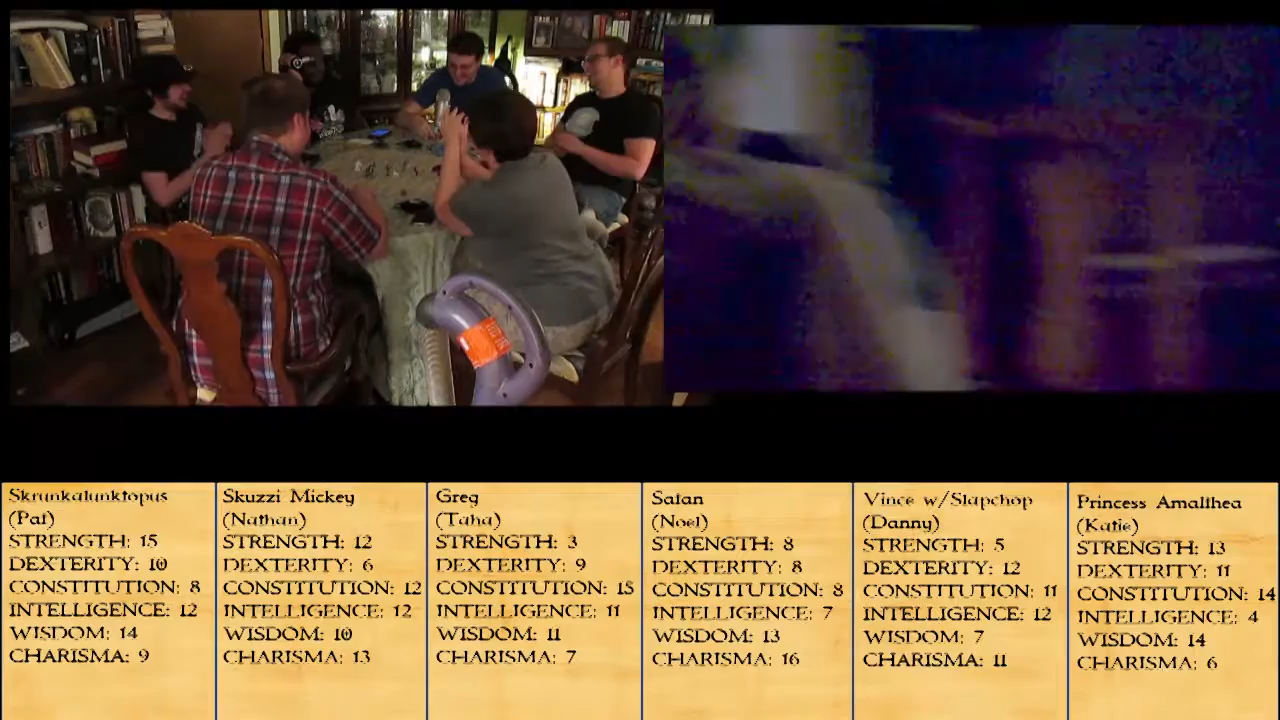 Skrunkalunktopus
(Pat)
STRENGTH: 15
DEXTERITY: 10
CONSTITUTION: 8
INTELLIGENCE: 12
WISDOM: 14
CHARISMA: 9
Skuzzi Mickey
(Nathan)
STRENGTH: 12
DEXTERITY: 6
CONSTITUTION: 12
INTELLIGENCE: 12
WISDOM: 10
CHARISMA: 13
Greg
(Taha)
STRENGTH: 3
DEXTERITY: 9
CONSTITUTION: 15
INTELLIGENCE: 11
WISDOM: 11
CHARISMA: 7
Satan
(Noel)
STRENGTH: 8
DEXTERITY: 8
CONSTITUTION: 8
INTELLIGENCE: 7
WISDOM: 13
CHARISMA: 16
Vince w/Slapchop
(Danny)
STRENGTH: 5
DEXTERITY: 12
CONSTITUTION: 11
INTELLIGENCE: 12
WISDOM: 7
CHARISMA: 11
Princess Amalthea
(Katie)
STRENGTH: 13
DEXTERITY: 11
CONSTITUTION: 14
INTELLIGENCE: 4
WISDOM: 14
CHARISMA: 6